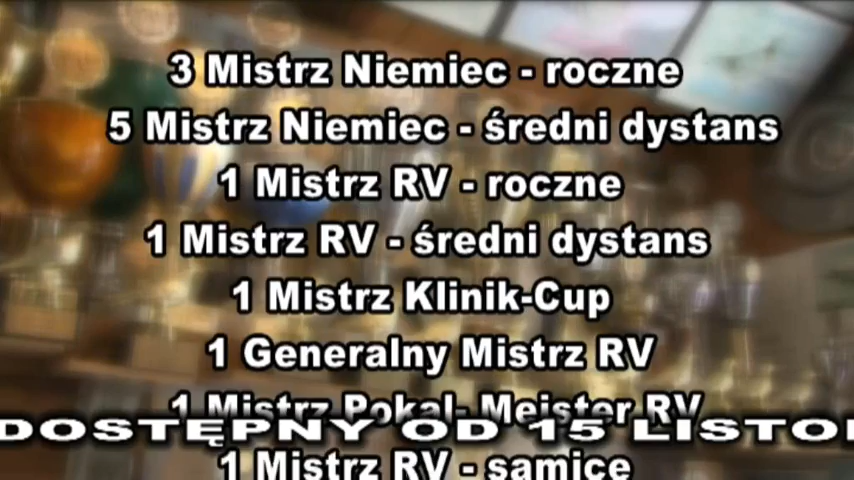 3 Mistrz Niemiec - roczne
5 Mistrz Niemiec - średni dystans
1 Mistrz RV - roczne
1 Mistrz RV - średni dystans
1 Mistrz Klinik-Cup
1 Generalny Mistrz RV
1 Mistrz Pokal- Meister RV
DOSTĘPNY OD 15 LISTO
1 Mistrz RV - samice